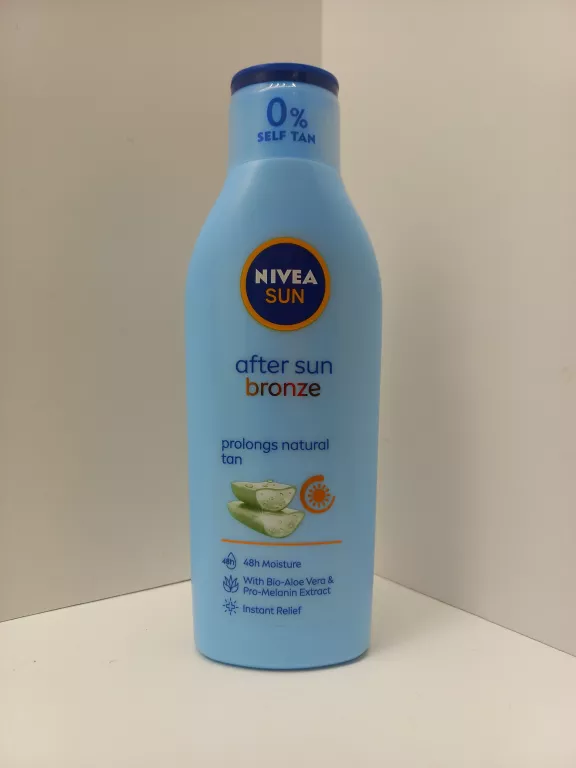 0%
SELF TAN
NIVEA
SUN
after sun
bronze
prolongs natural
tan
48h 48h Moisture
With Bio-Aloe Vera &
Pro-Melanin Extract
Instant Relief